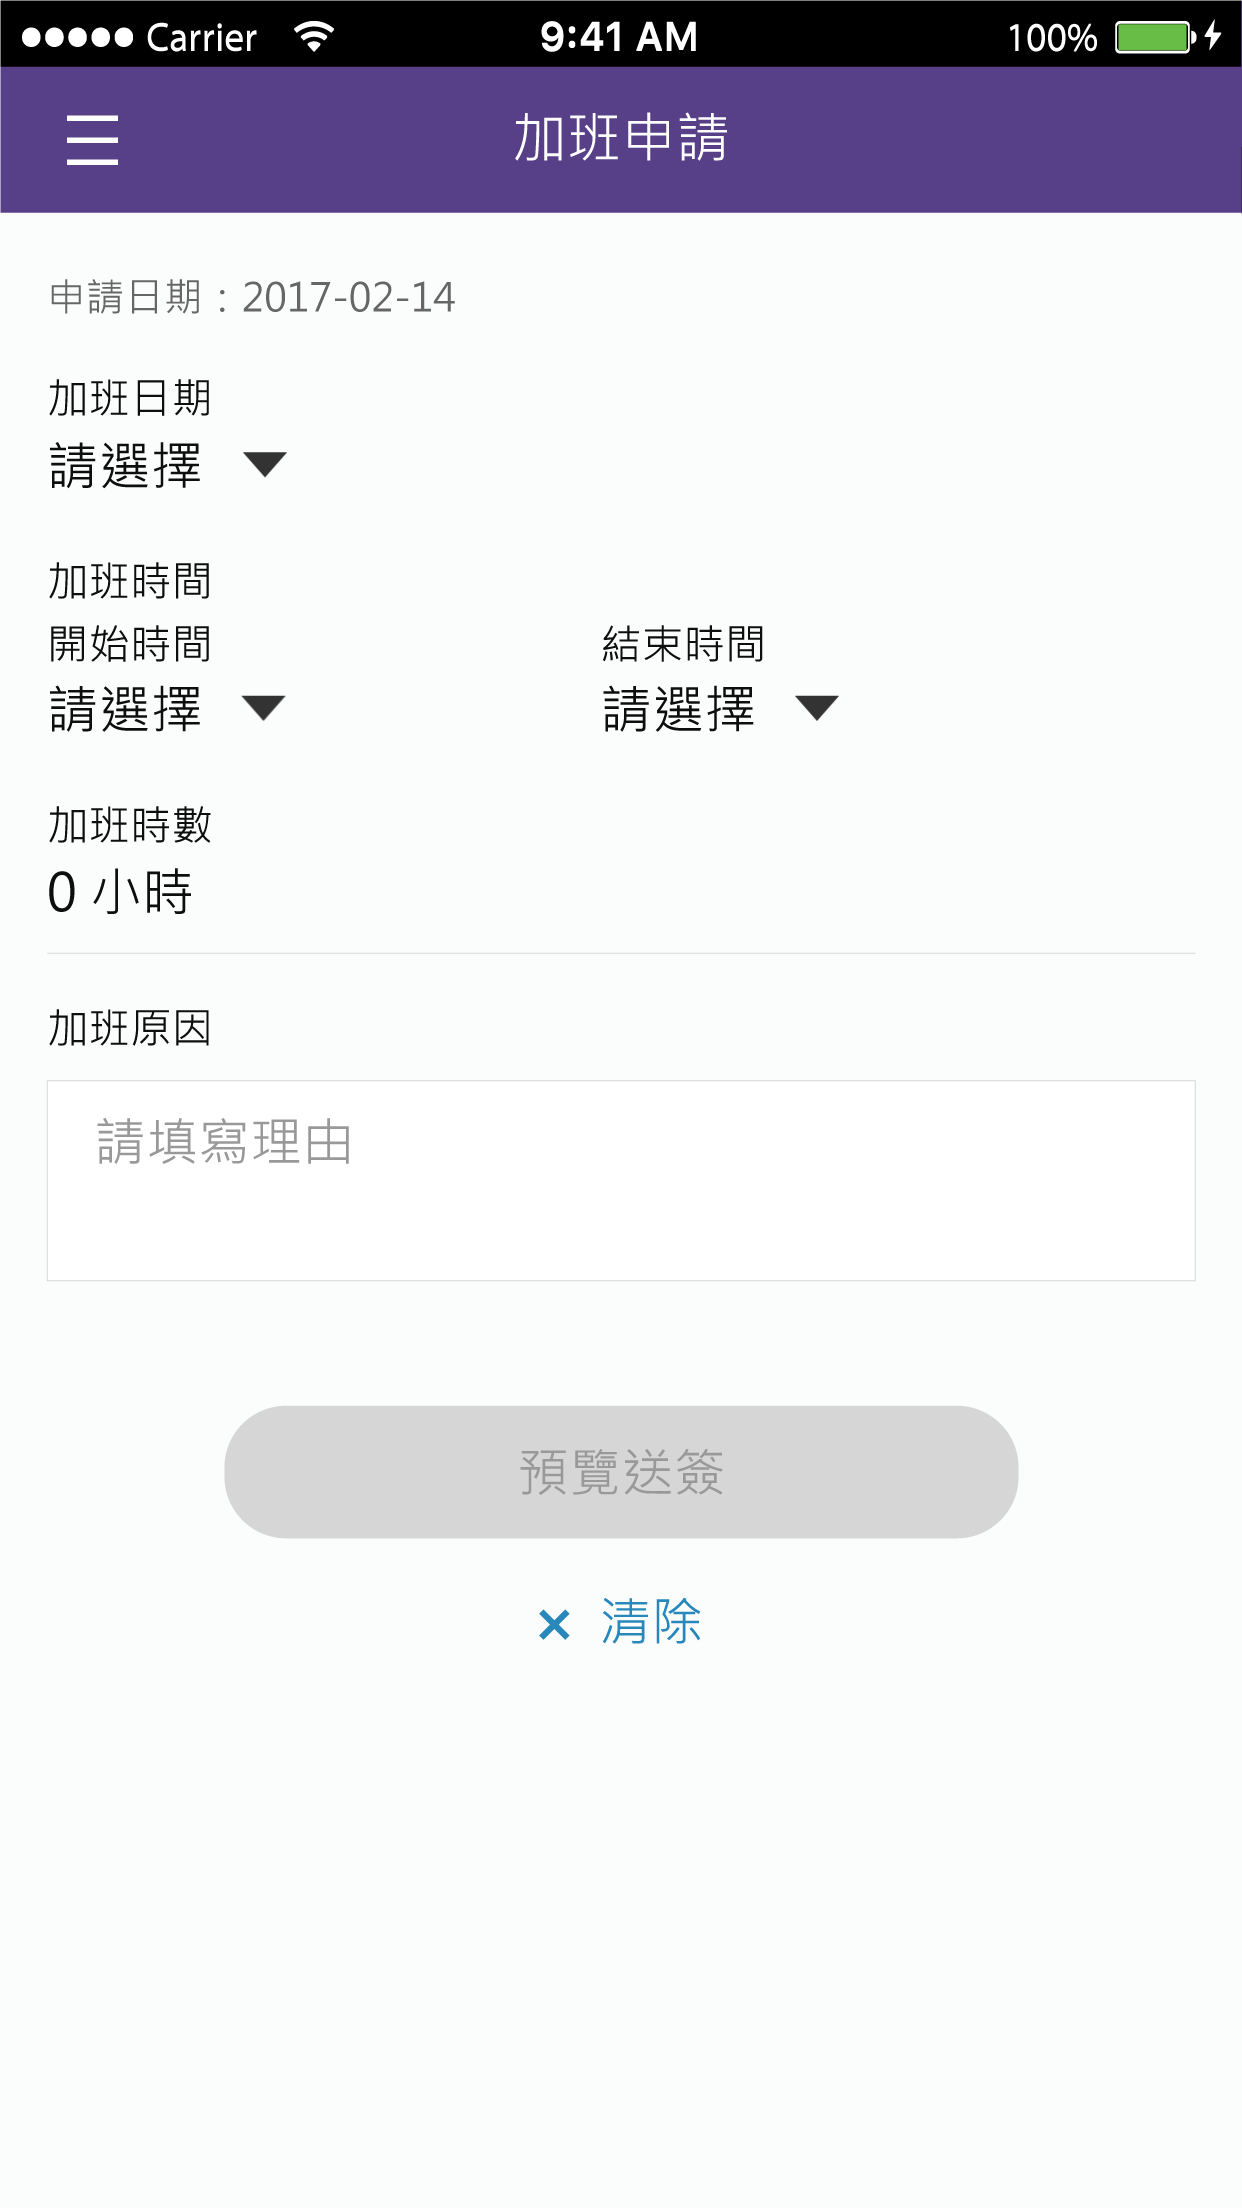 Carrier 9:41 AM 100%
加班申請
申請日期：2017-02-14
加班日期
請選擇
加班時間
開始時間 結束時間
請選擇 請選擇
加班時數
0 小時
加班原因
請填寫理由
預覽送簽
清除